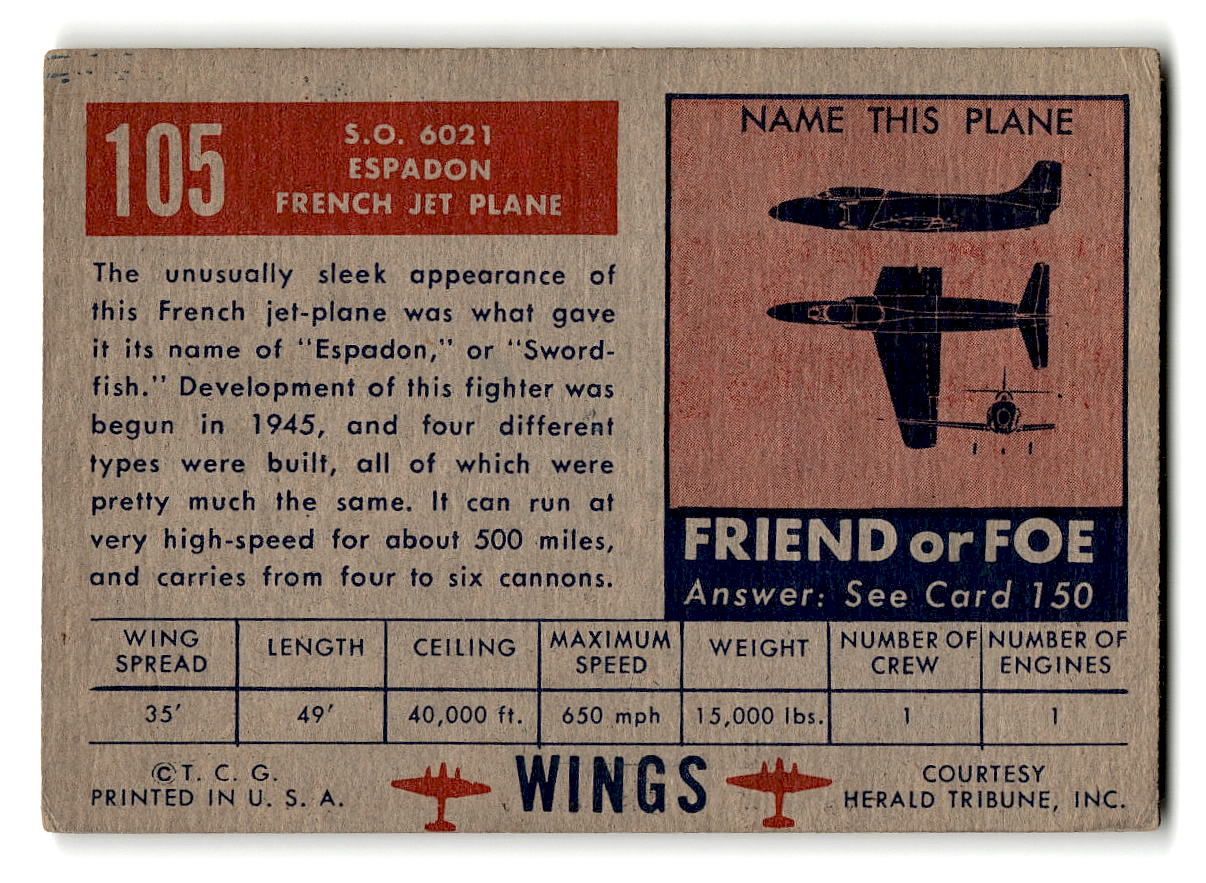 105
S.O. 6021
ESPADON
FRENCH JET PLANE
The unusually sleek appearance of
this French jet-plane was what gave
it its name of "Espadon," or "Sword-
fish." Development of this fighter was
begun in 1945, and four different
types were built, all of which were
pretty much the same. It can run at
very high-speed for about 500 miles,
and carries from four to six cannons.
NAME THIS PLANE
FRIEND or FOE
Answer: See Card 150
WING SPREAD
LENGTH
CEILING
MAXIMUM SPEED
WEIGHT
NUMBER OF CREW
NUMBER OF ENGINES
35'
49'
40,000 ft.
650 mph
15,000 lbs.
1
1
©T. C. G.
PRINTED IN U. S. A.
WINGS
COURTESY
HERALD TRIBUNE, INC.